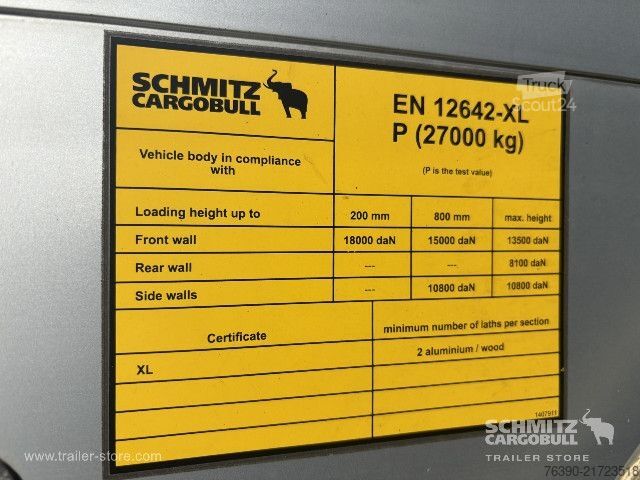 SCHMITZ
CARGOBULL
Vehicle body in compliance
with
EN 12642-XL
P (27000 kg)
(P is the test value)
Loading height up to 200 mm 800 mm max. height
Front wall 18000 daN 15000 daN 13500 daN
Rear wall --- --- 8100 daN
Side walls --- 10800 daN 10800 daN
Certificate minimum number of laths per section
XL 2 aluminium / wood
1407911
Truck
Scout24
www.trailer-store.com
SCHMITZ
CARGOBULL
TRAILER STORE
76390-21723518